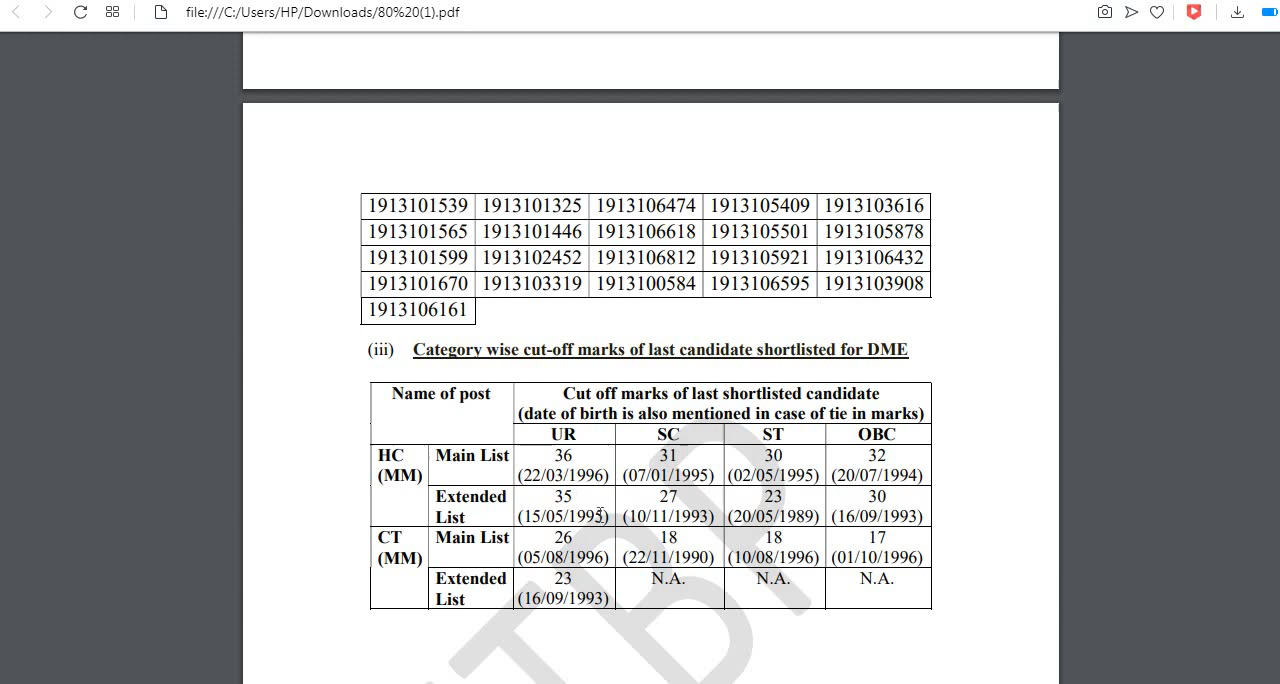 file:///C:/Users/HP/Downloads/80%20(1).pdf
1913101539 1913101325 1913106474 1913105409 1913103616
1913101565 1913101446 1913106618 1913105501 1913105878
1913101599 1913102452 1913106812 1913105921 1913106432
1913101670 1913103319 1913100584 1913106595 1913103908
1913106161
(iii) Category wise cut-off marks of last candidate shortlisted for DME
Name of post Cut off marks of last shortlisted candidate
(date of birth is also mentioned in case of tie in marks)
UR SC ST OBC
HC Main List 36 31 30 32
(MM) (22/03/1996) (07/01/1995) (02/05/1995) (20/07/1994)
Extended 35 27 23 30
List (15/05/1995) (10/11/1993) (20/05/1989) (16/09/1993)
CT Main List 26 18 18 17
(MM) (05/08/1996) (22/11/1990) (10/08/1996) (01/10/1996)
Extended 23 N.A. N.A. N.A.
List (16/09/1993)
TBP